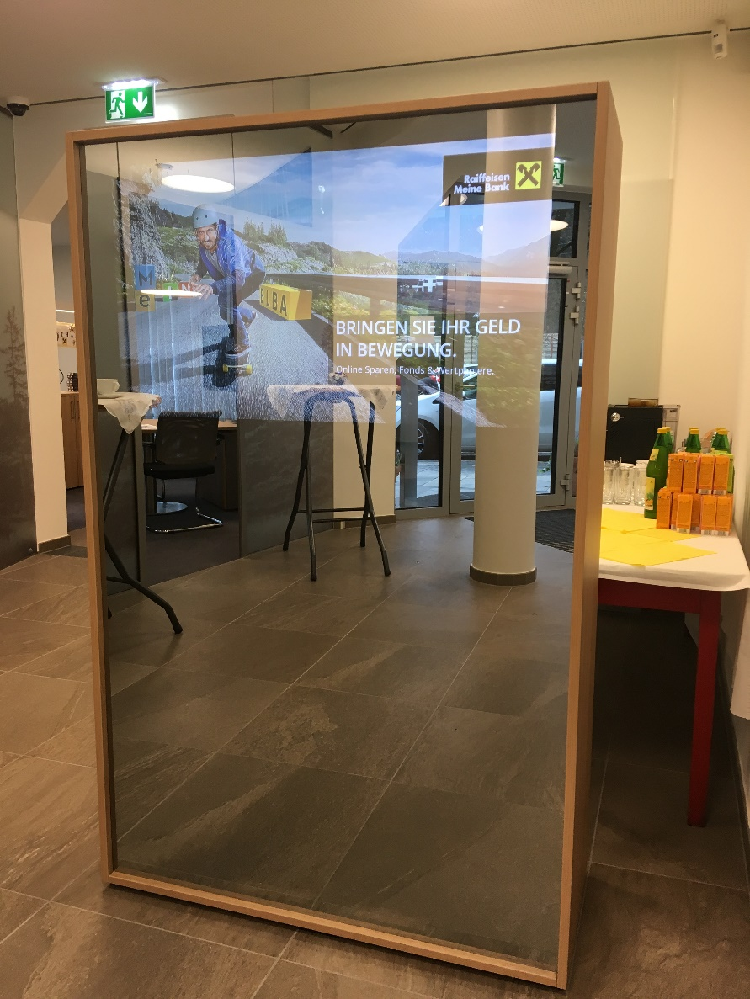 Raiffeisen
Meine Bank
M
ELBA
BRINGEN SIE IHR GELD
IN BEWEGUNG.
Online Sparen, Fonds & Wertpapiere.